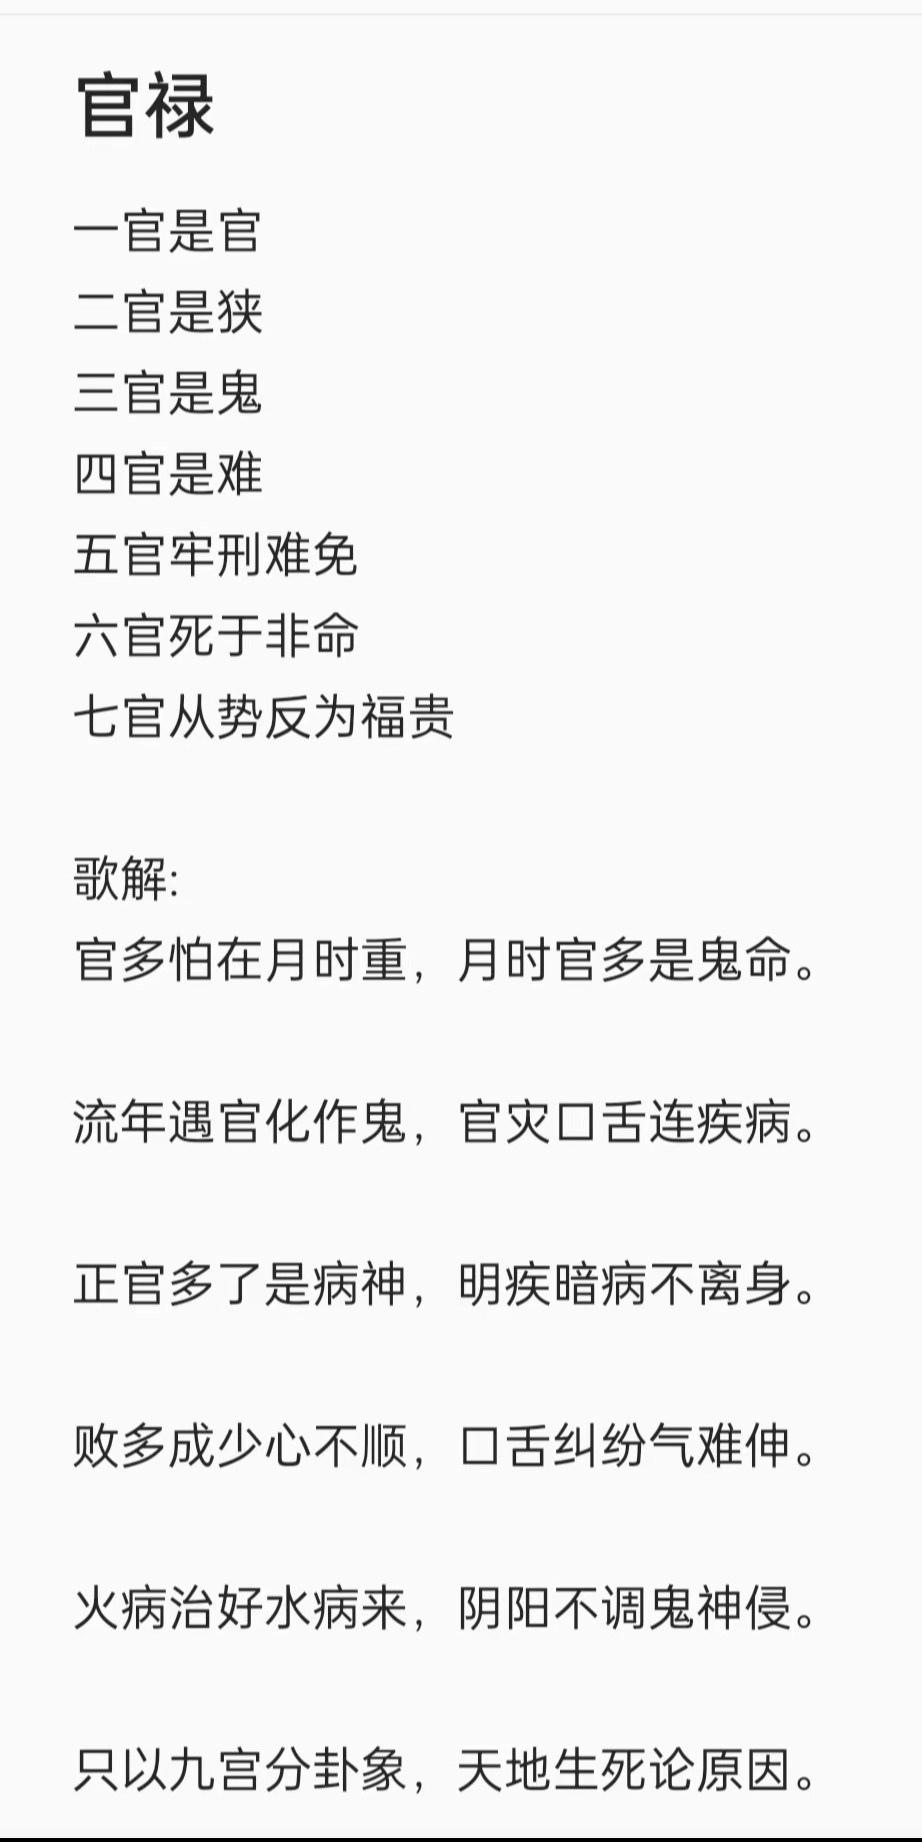 官禄
一官是官
二官是狭
三官是鬼
四官是难
五官牢刑难免
六官死于非命
七官从势反为福贵
歌解:
官多怕在月时重，月时官多是鬼命。
流年遇官化作鬼，官灾口舌连疾病。
正官多了是病神，明疾暗病不离身。
败多成少心不顺，口舌纠纷气难伸。
火病治好水病来，阴阳不调鬼神侵。
只以九宫分卦象，天地生死论原因。